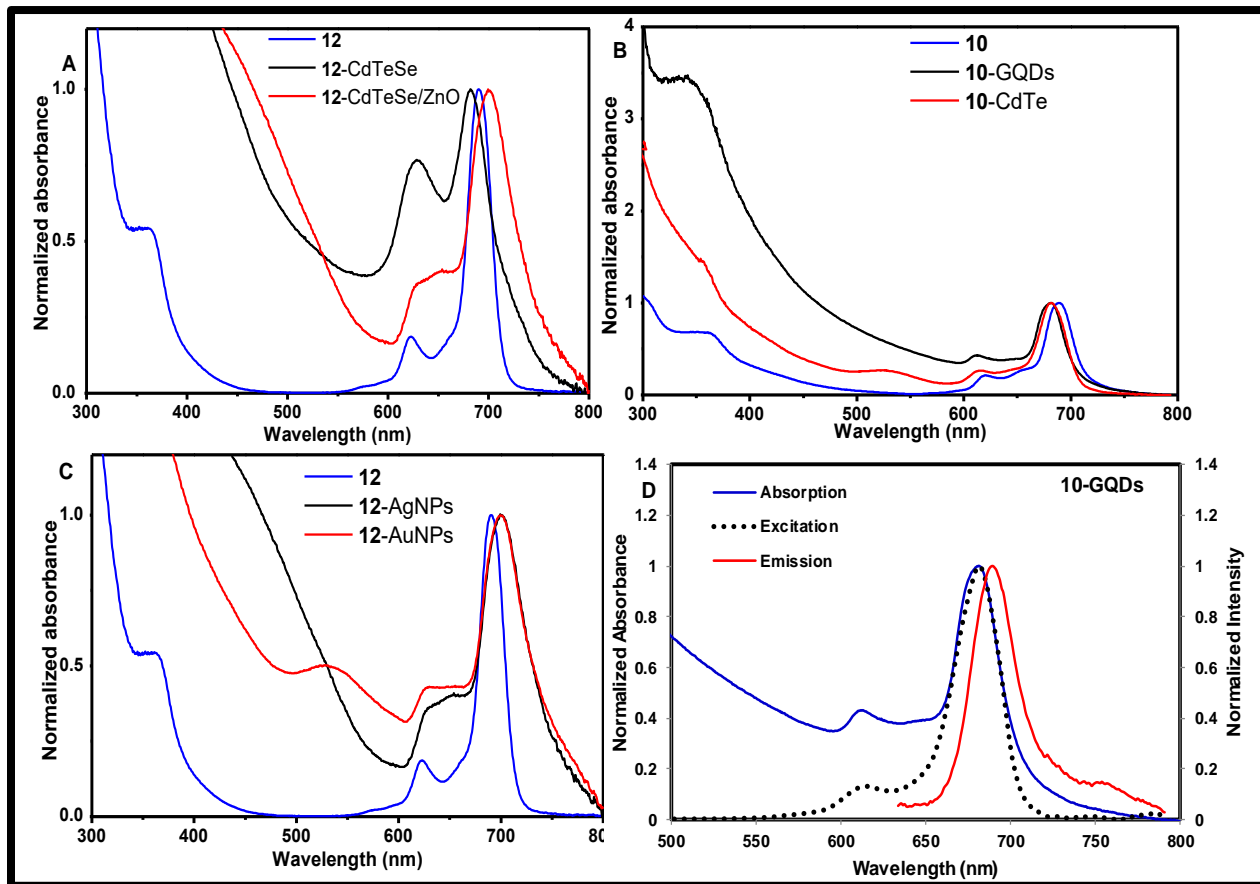 A
12
12-CdTeSe
12-CdTeSe/ZnO
Normalized absorbance
1.0
0.5
0.0
300 400 500 600 700 800
Wavelength (nm)
B
10
10-GQDs
10-CdTe
Normalized absorbance
4
3
2
1
0
300 400 500 600 700 800
Wavelength (nm)
C
12
12-AgNPs
12-AuNPs
Normalized absorbance
1.0
0.5
0.0
300 400 500 600 700 80
Wavelength (nm)
D
10-GQDs
Absorption
Excitation
Emission
Normalized Absorbance
1.4
1.2
1
0.8
0.6
0.4
0.2
0
500 550 600 650 700 750 800
Wavelength (nm)
1.4
1.2
1
0.8
0.6
0.4
0.2
0
Normalized Intensity